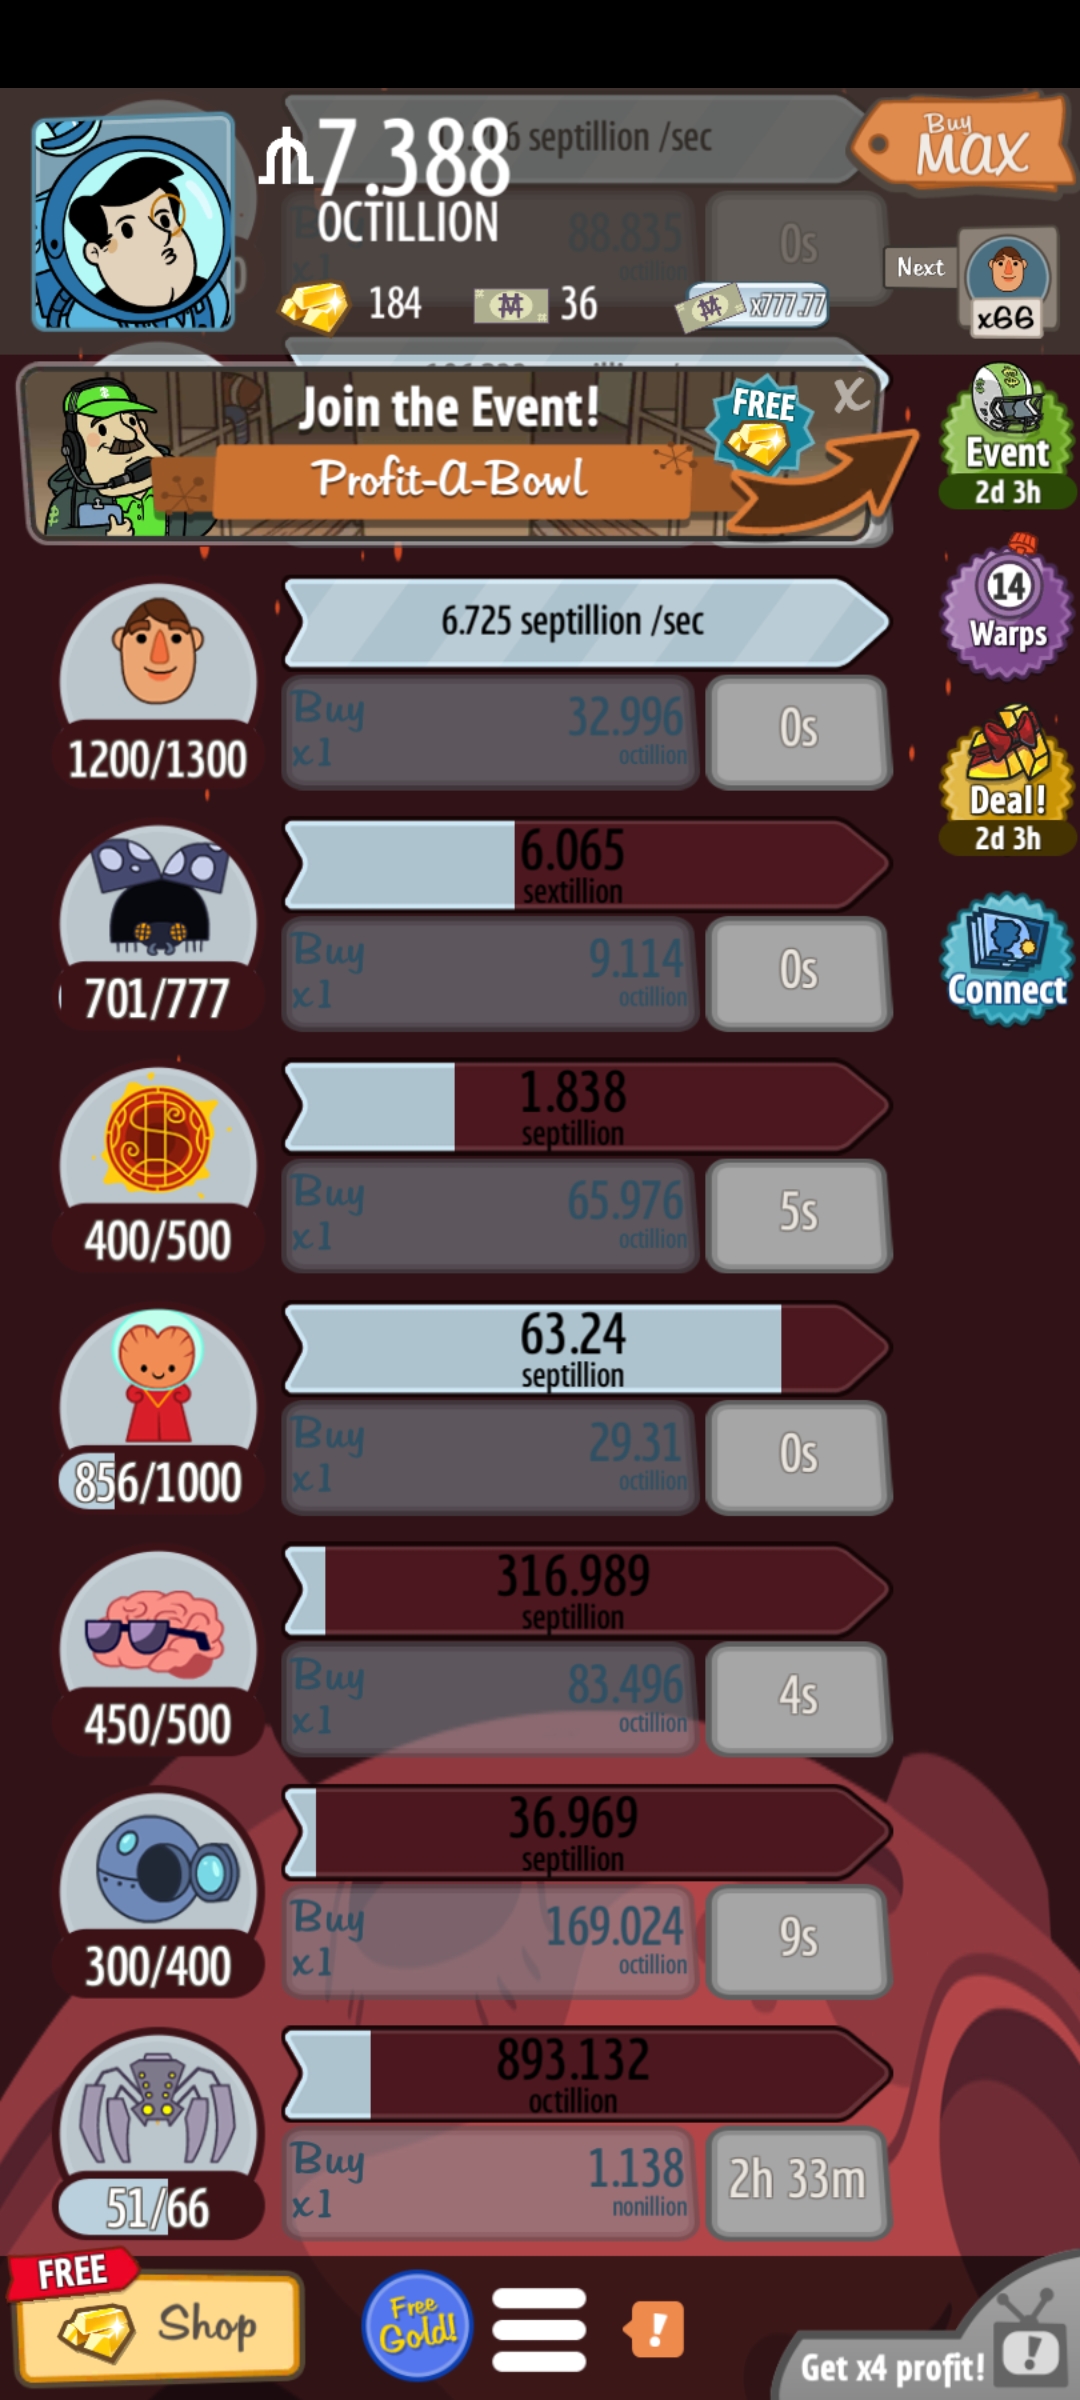 septillion /sec
7.388
OCTILLION
Buy
MAX
88.835
octillion
0s
184
36
x777.77
Next
x66
Join the Event!
Profit-A-Bowl
FREE
X
Event
2d 3h
14
Warps
Deal!
2d 3h
Connect
6.725 septillion /sec
Buy
x1
32.996
octillion
0s
1200/1300
6.065
sextillion
Buy
x1
9.114
octillion
0s
701/777
1.838
septillion
Buy
x1
65.976
octillion
5s
400/500
63.24
septillion
Buy
x1
29.31
octillion
0s
856/1000
316.989
septillion
Buy
x1
83.496
octillion
4s
450/500
36.969
septillion
Buy
x1
169.024
octillion
9s
300/400
893.132
octillion
Buy
x1
1.138
nonillion
2h 33m
51/66
FREE
Shop
Free
Gold!
!
Get x4 profit!
!